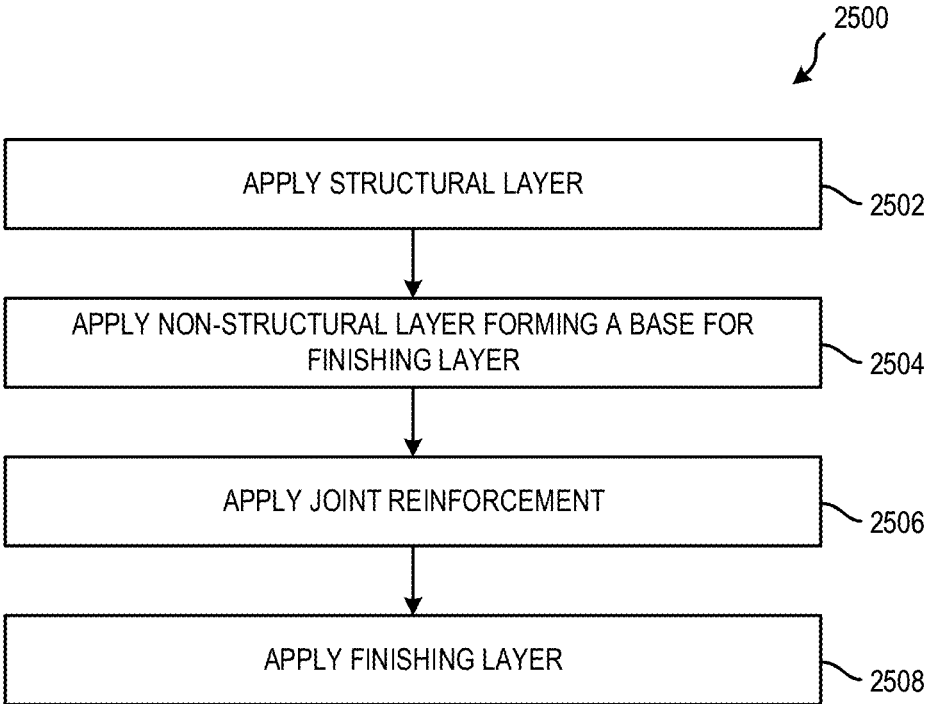 2500
APPLY STRUCTURAL LAYER
2502
APPLY NON-STRUCTURAL LAYER FORMING A BASE FOR
FINISHING LAYER
2504
APPLY JOINT REINFORCEMENT
2506
APPLY FINISHING LAYER
2508